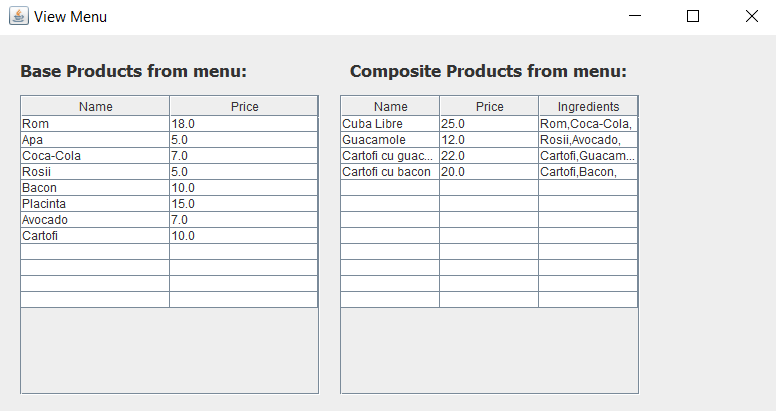 View Menu
Base Products from menu:
Name Price
Rom 18.0
Apa 5.0
Coca-Cola 7.0
Rosii 5.0
Bacon 10.0
Placinta 15.0
Avocado 7.0
Cartofi 10.0
Composite Products from menu:
Name Price Ingredients
Cuba Libre 25.0 Rom,Coca-Cola,
Guacamole 12.0 Rosii,Avocado,
Cartofi cu guac... 22.0 Cartofi,Guacam...
Cartofi cu bacon 20.0 Cartofi,Bacon,